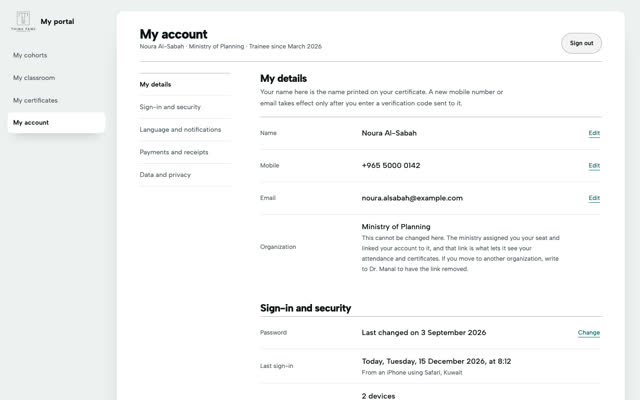 THINK FEMS
My portal
My cohorts
My classroom
My certificates
My account
My account
Noura Al-Sabah · Ministry of Planning · Trainee since March 2026
Sign out
My details
Sign-in and security
Language and notifications
Payments and receipts
Data and privacy
My details
Your name here is the name printed on your certificate. A new mobile number or
email takes effect only after you enter a verification code sent to it.
Name
Noura Al-Sabah
Edit
Mobile
+965 5000 0142
Edit
Email
noura.alsabah@example.com
Edit
Organization
Ministry of Planning
This cannot be changed here. The ministry assigned you your seat and
linked your account to it, and that link is what lets it see your
attendance and certificates. If you move to another organization, write
to Dr. Manal to have the link removed.
Sign-in and security
Password
Last changed on 3 September 2026
Change
Last sign-in
Today, Tuesday, 15 December 2026, at 8:12
From an iPhone using Safari, Kuwait
2 devices